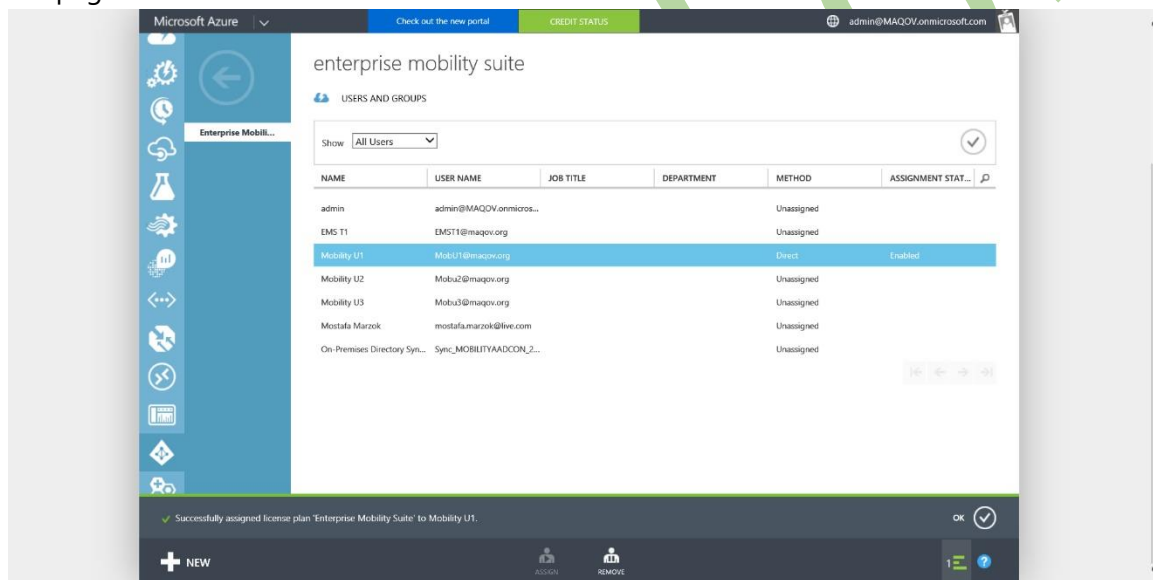 Microsoft Azure
Check out the new portal
CREDIT STATUS
admin@MAQOV.onmicrosoft.com
enterprise mobility suite
USERS AND GROUPS
Enterprise Mobili...
Show All Users
NAME USER NAME JOB TITLE DEPARTMENT METHOD ASSIGNMENT STAT...
admin admin@MAQOV.onmicros... Unassigned
EMS T1 EMST1@maqov.org Unassigned
Mobility U1 MobU1@maqov.org Direct Enabled
Mobility U2 Mobu2@maqov.org Unassigned
Mobility U3 Mobu3@maqov.org Unassigned
Mostafa Marzok mostafa.marzok@live.com Unassigned
On-Premises Directory Syn... Sync_MOBILITYAADCON_2... Unassigned
Successfully assigned license plan 'Enterprise Mobility Suite' to Mobility U1. OK
NEW ASSIGN REMOVE 1 ?